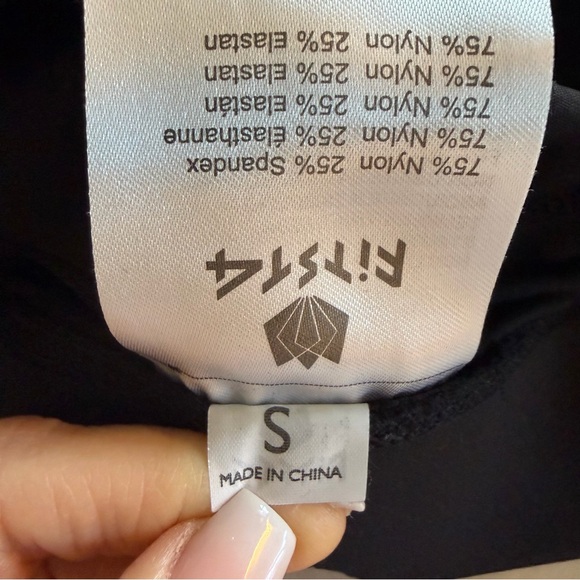 FiTST4
75% Nylon 25% Spandex
75% Nylon 25% Élasthanne
75% Nylon 25% Elastán
75% Nylon 25% Elastan
75% Nylon 25% Elastan
S
MADE IN CHINA